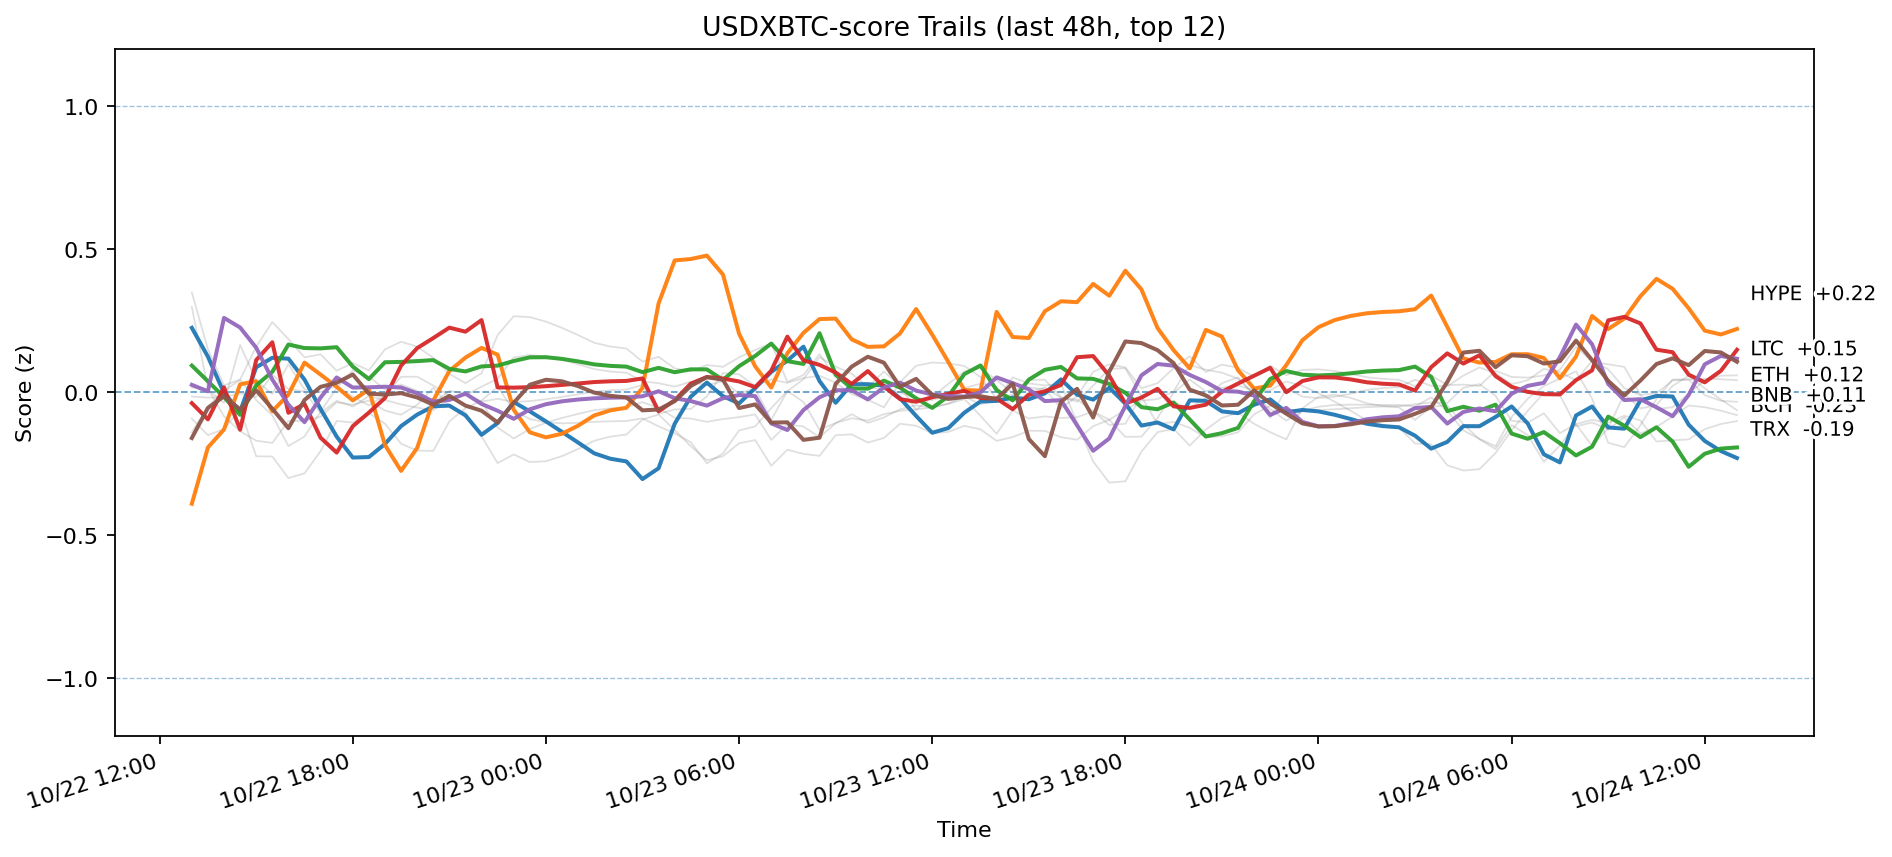 USDXBTC-score Trails (last 48h, top 12)
Score (z)
1.0
0.5
0.0
−0.5
−1.0
HYPE +0.22
LTC +0.15
ETH +0.12
BNB +0.11
BCH -0.23
TRX -0.19
10/22 12:00
10/22 18:00
10/23 00:00
10/23 06:00
10/23 12:00
10/23 18:00
10/24 00:00
10/24 06:00
10/24 12:00
Time